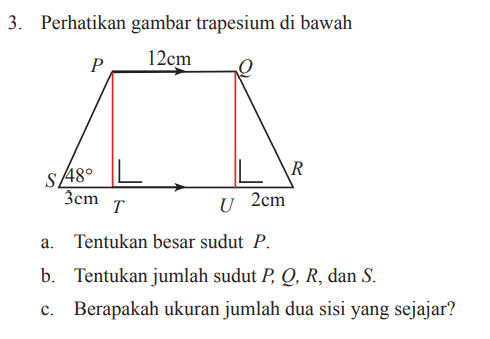 3. Perhatikan gambar trapesium di bawah
12cm
P
Q
S
48°
R
3cm
T
U
2cm
a. Tentukan besar sudut P.
b. Tentukan jumlah sudut P, Q, R, dan S.
c. Berapakah ukuran jumlah dua sisi yang sejajar?